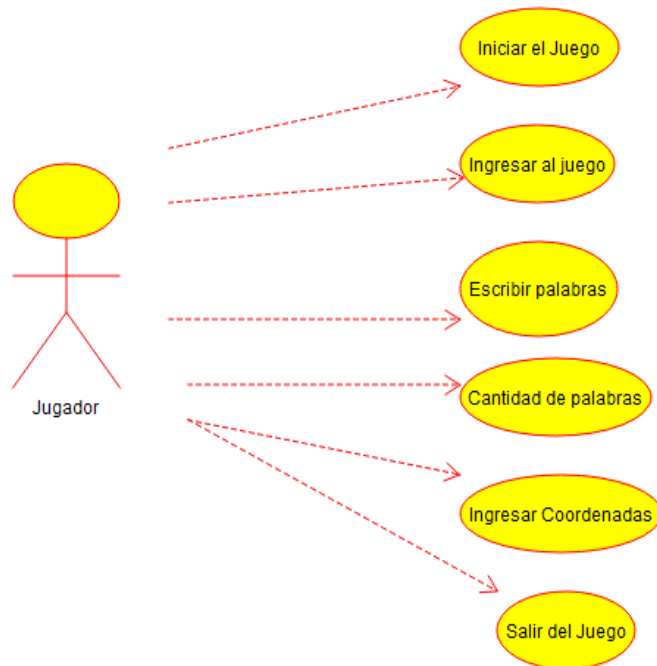 Iniciar el Juego
Ingresar al juego
Escribir palabras
Cantidad de palabras
Jugador
Ingresar Coordenadas
Salir del Juego